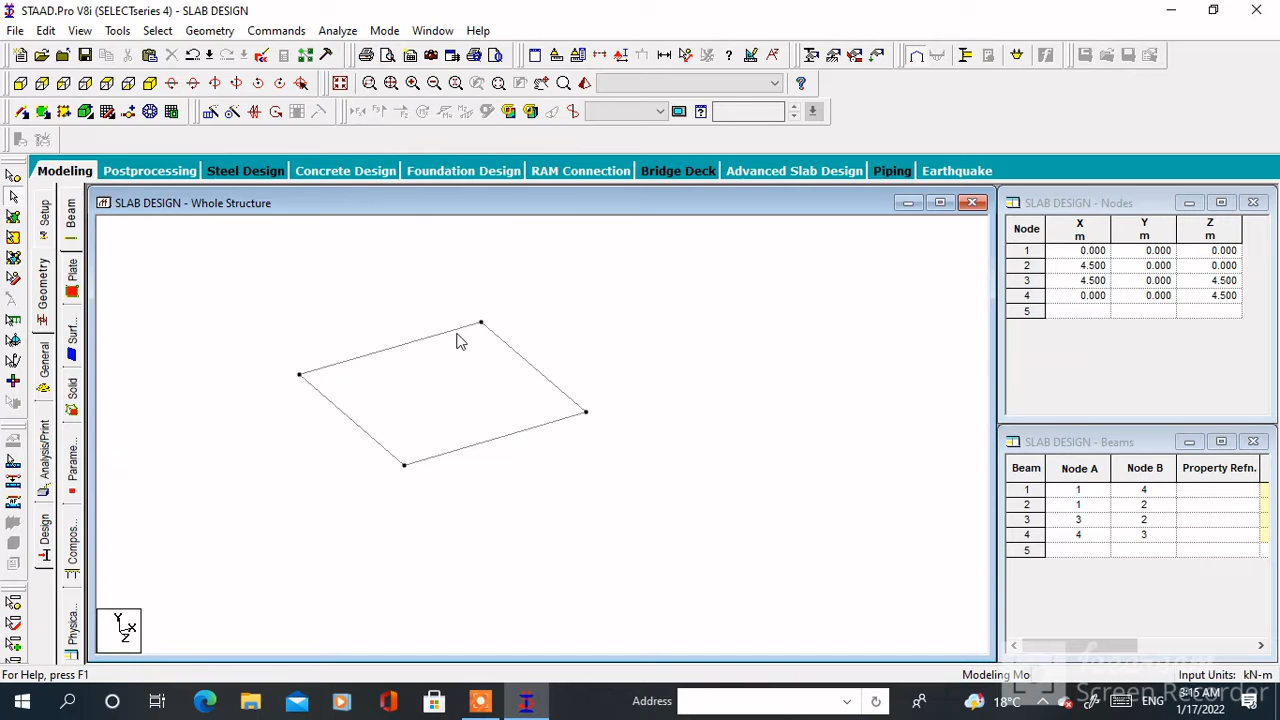 STAAD.Pro V8i (SELECTseries 4) - SLAB DESIGN
File Edit View Tools Select Geometry Commands Analyze Mode Window Help
Modeling Postprocessing Steel Design Concrete Design Foundation Design RAM Connection Bridge Deck Advanced Slab Design Piping Earthquake
Setup
Geometry
General
Analysis/Print
Design
Beam
Plate
Surf...
Solid
Parame...
Compos...
Physica...
SLAB DESIGN - Whole Structure
Y
X
Z
SLAB DESIGN - Nodes
Node X m Y m Z m
1 0.000 0.000 0.000
2 4.500 0.000 0.000
3 4.500 0.000 4.500
4 0.000 0.000 4.500
5
SLAB DESIGN - Beams
Beam Node A Node B Property Refn.
1 1 4
2 1 2
3 3 2
4 4 3
5
For Help, press F1
Modeling Mo
Input Units: kN-m
Screen Recorder
Address
18°C
ENG
3:15 AM
1/17/2022